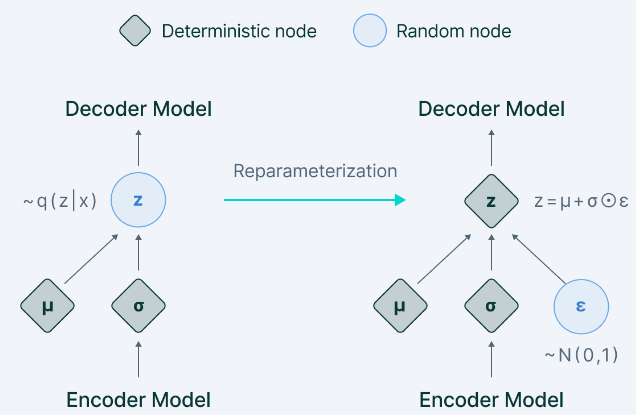 Deterministic node
Random node
Decoder Model
Decoder Model
Reparameterization
~q(z|x)
z
z
z=μ+σ⊙ε
μ
σ
μ
σ
ε
~N(0,1)
Encoder Model
Encoder Model